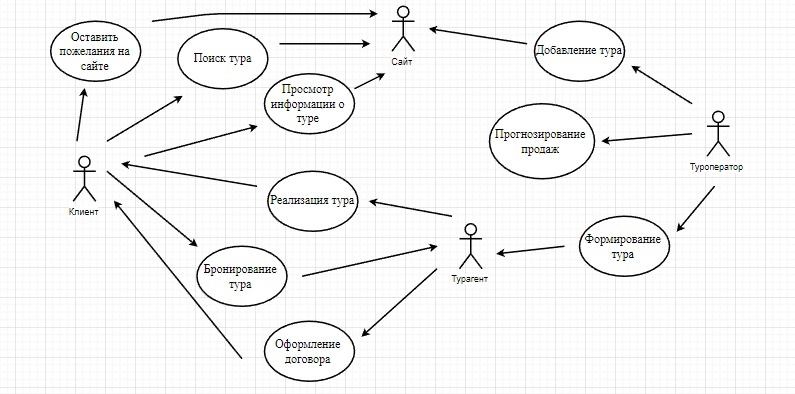 Оставить
пожелания на
сайте
Поиск тура
Сайт
Добавление тура
Просмотр
информации о
туре
Прогнозирование
продаж
Туроператор
Клиент
Реализация тура
Формирование
тура
Бронирование
тура
Турагент
Оформление
договора